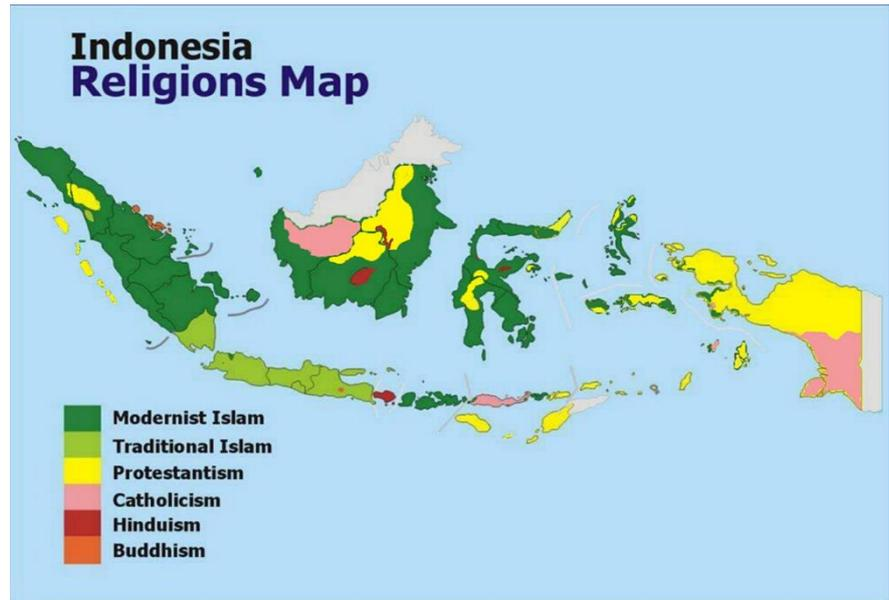 Indonesia
Religions Map
Modernist Islam
Traditional Islam
Protestantism
Catholicism
Hinduism
Buddhism